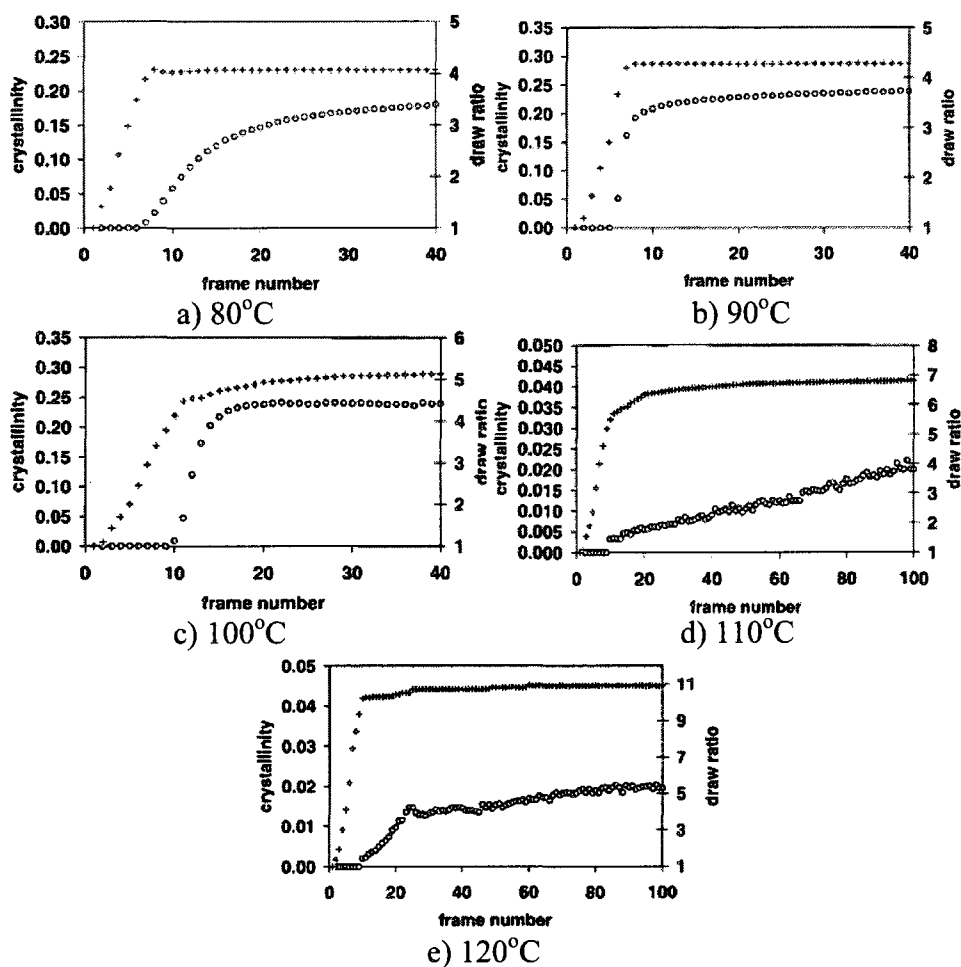 0.30 0.25 0.20 0.15 0.10 0.05 0.00
crystallinity
5 4 3 2 1
draw ratio
0 10 20 30 40
frame number
a) 80°C
0.35 0.30 0.25 0.20 0.15 0.10 0.05 0.00
crystallinity
5 4 3 2 1
draw ratio
0 10 20 30 40
frame number
b) 90°C
0.35 0.30 0.25 0.20 0.15 0.10 0.05 0.00
crystallinity
6 5 4 3 2 1
draw ratio
0 10 20 30 40
frame number
c) 100°C
0.050 0.045 0.040 0.035 0.030 0.025 0.020 0.015 0.010 0.005 0.000
crystallinity
8 7 6 5 4 3 2 1
draw ratio
0 20 40 60 80 100
frame number
d) 110°C
0.05 0.04 0.03 0.02 0.01 0.00
crystallinity
11 9 7 5 3 1
draw ratio
0 20 40 60 80 100
frame number
e) 120°C